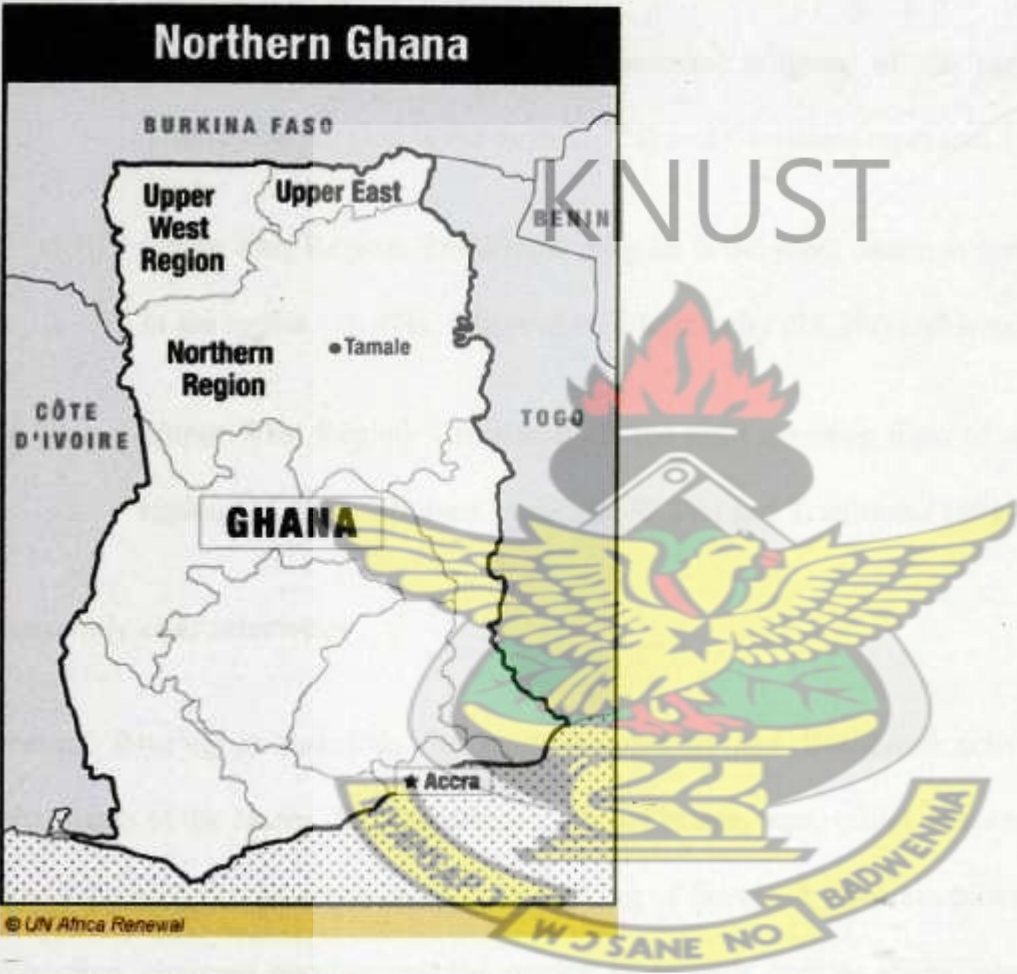 Northern Ghana
BURKINA FASO
KNUST
Upper
West
Region
Upper East
BENIN
Northern
Region
Tamale
CÔTE
D'IVOIRE
TOGO
GHANA
Accra
W Ɔ SANE NO
BADWENMA
© UN Africa Renewal